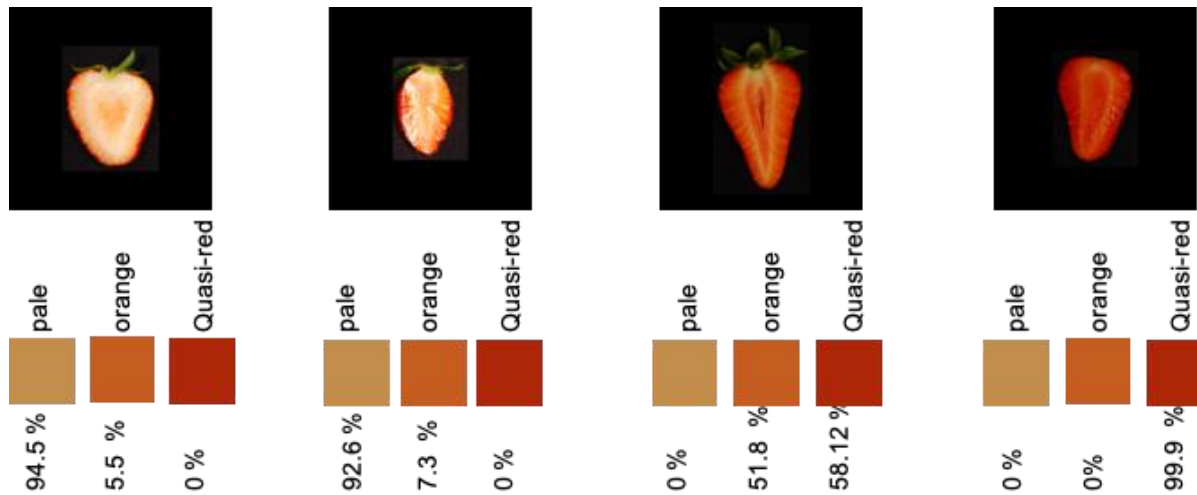 pale
orange
Quasi-red
94.5 %
5.5 %
0 %
pale
orange
Quasi-red
92.6 %
7.3 %
0 %
pale
orange
Quasi-red
0 %
51.8 %
58.12 %
pale
orange
Quasi-red
0 %
0%
99.9 %